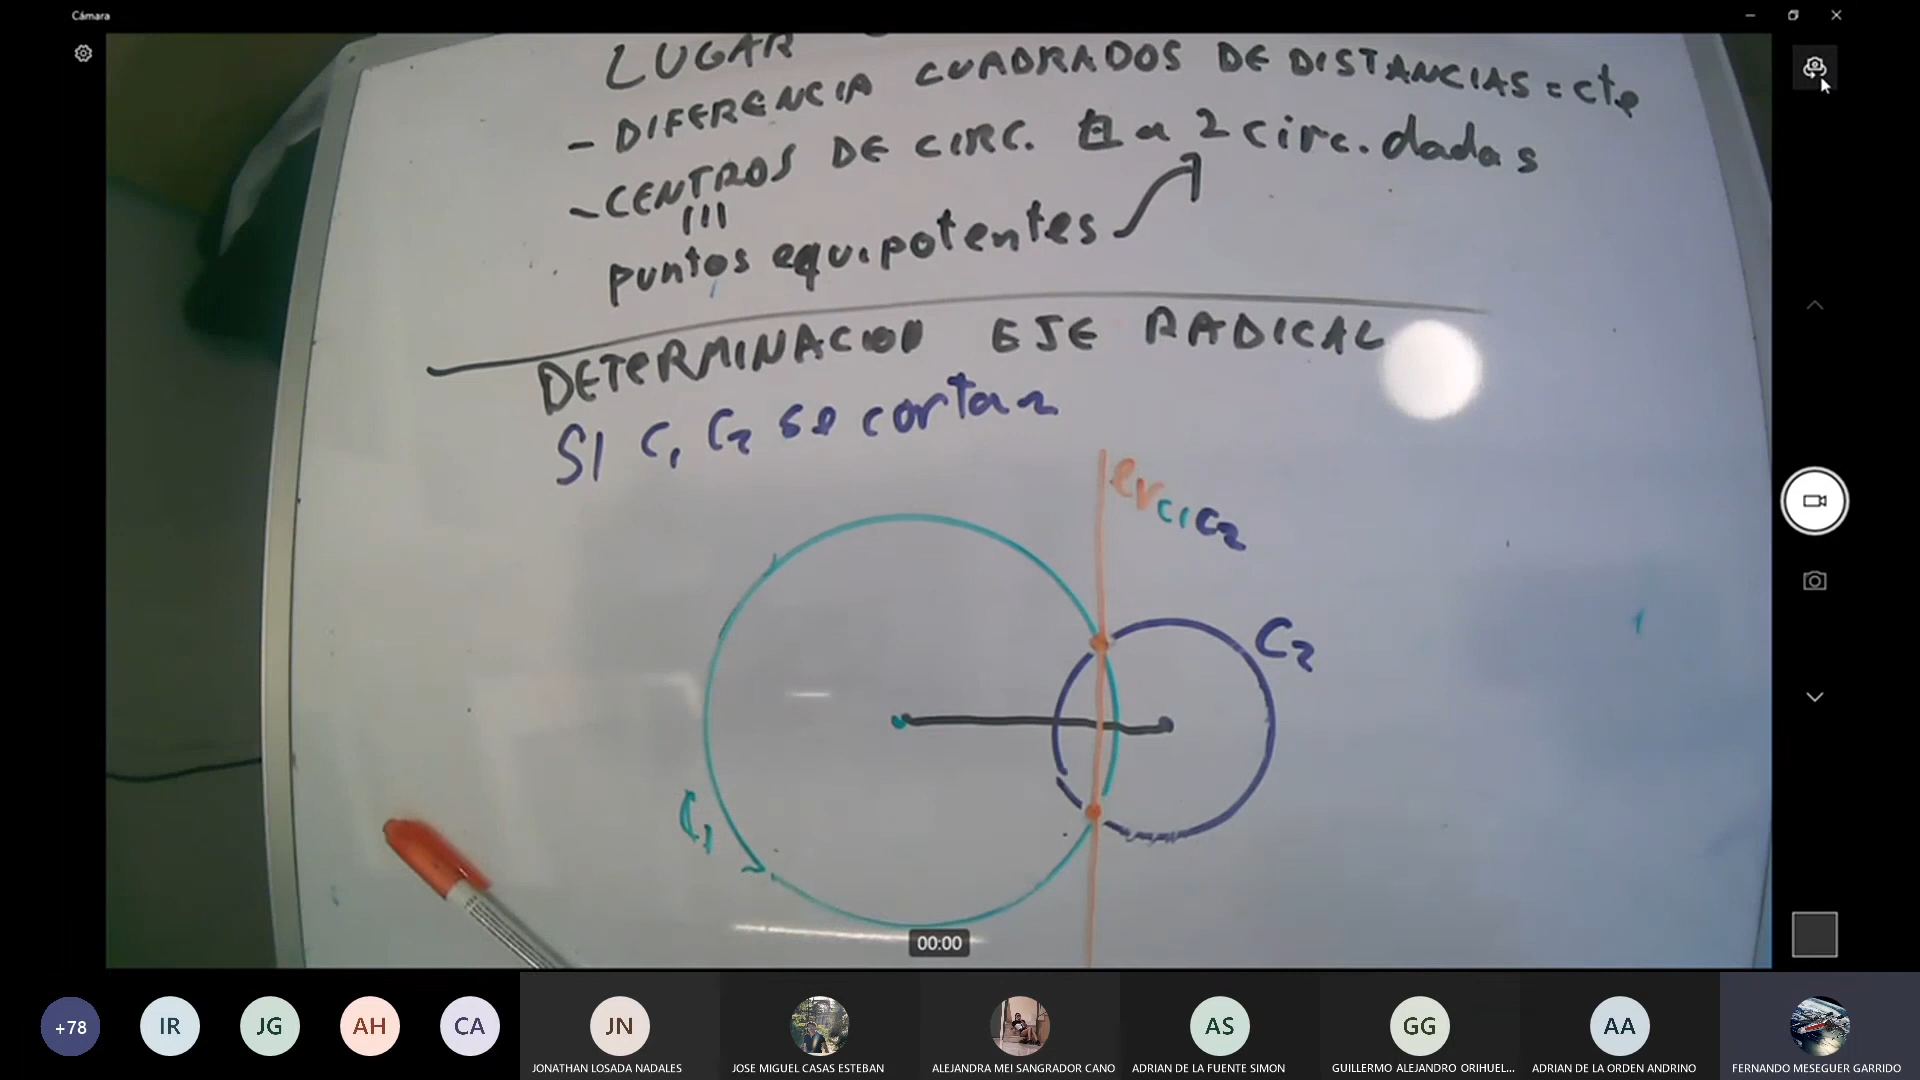 Cámara
LUGAR
- DIFERENCIA CUADRADOS DE DISTANCIAS = cte
- CENTROS DE CIRC. a 2 circ. dadas
puntos equipotentes
DETERMINACION EJE RADICAL
SI C1 C2 se cortan
er c1 c2
C2
C1
00:00
+78
IR
JG
AH
CA
JN
AS
GG
AA
JONATHAN LOSADA NADALES
JOSE MIGUEL CASAS ESTEBAN
ALEJANDRA MEI SANGRADOR CANO
ADRIAN DE LA FUENTE SIMON
GUILLERMO ALEJANDRO ORIHUEL...
ADRIAN DE LA ORDEN ANDRINO
FERNANDO MESEGUER GARRIDO